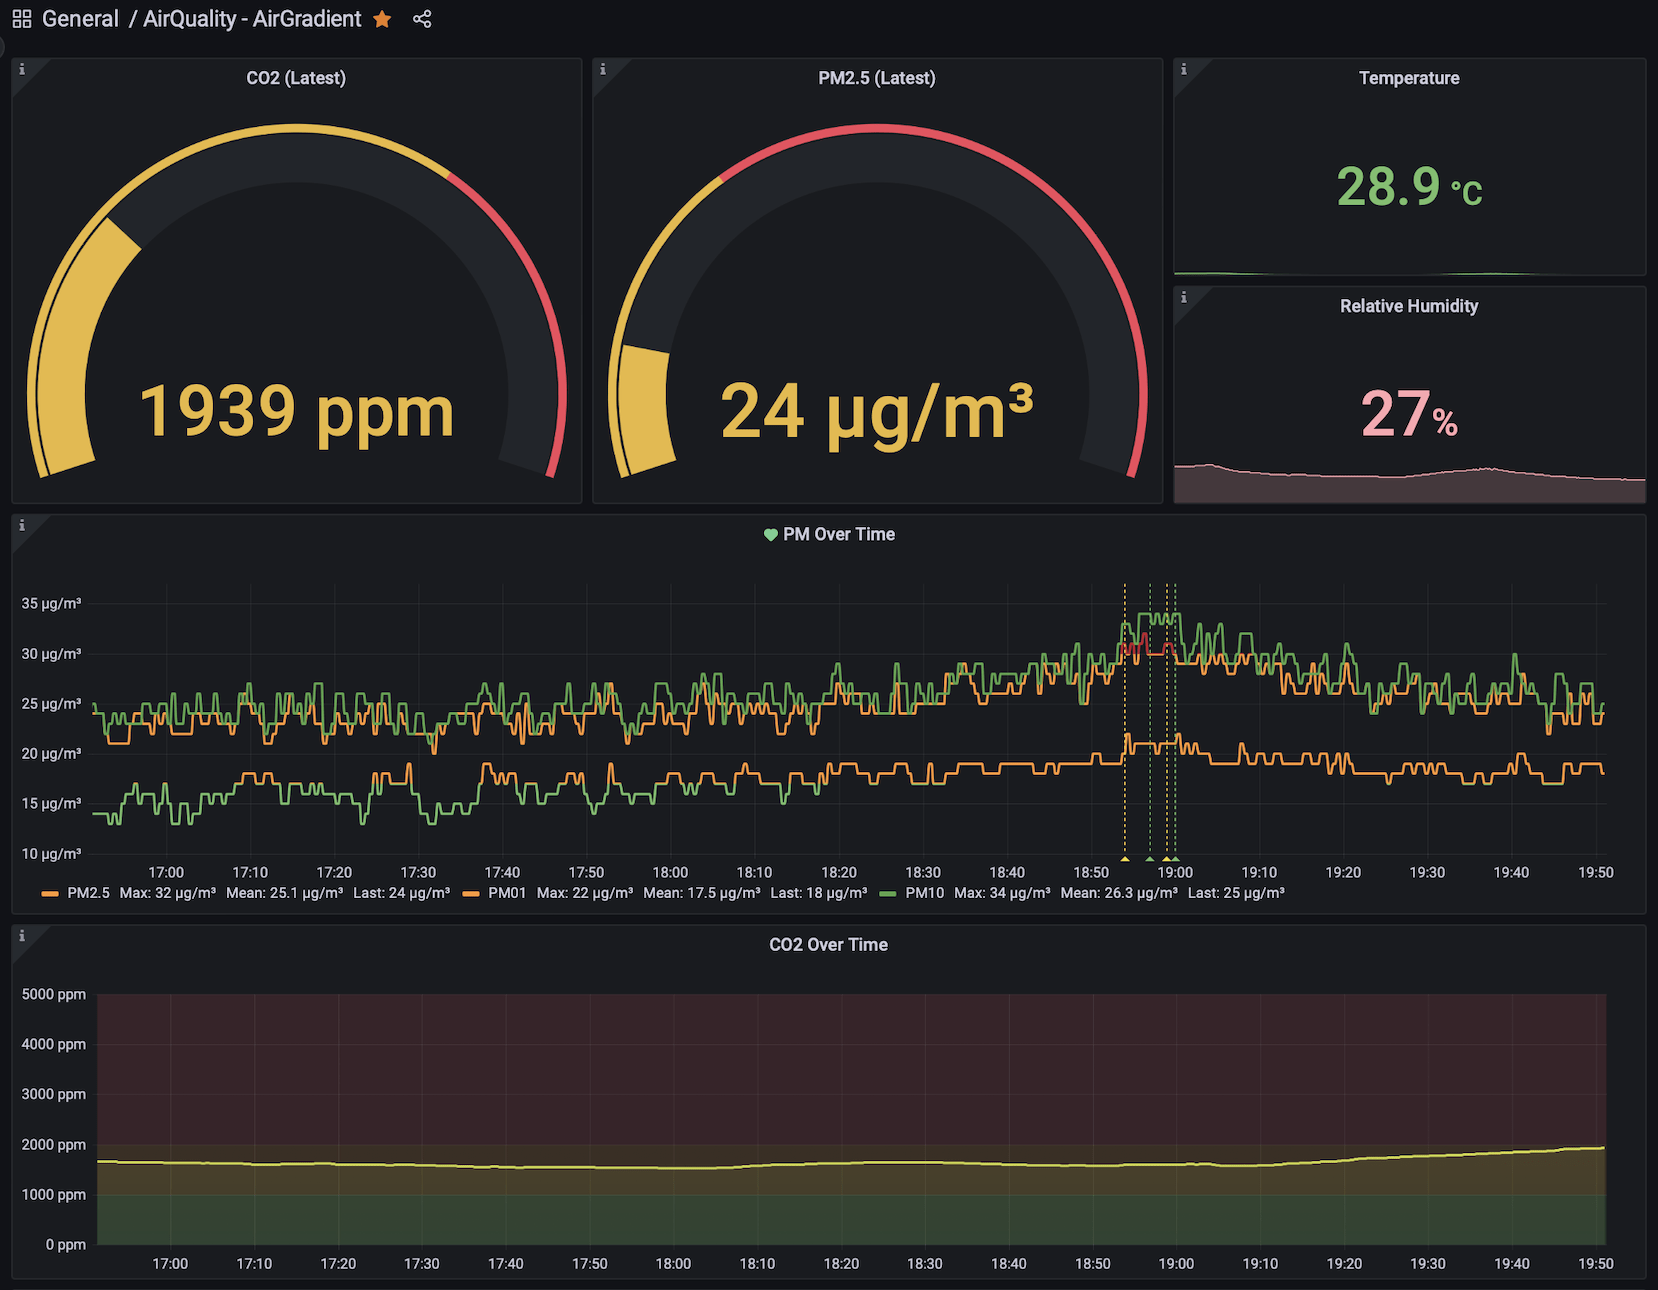 General / AirQuality - AirGradient
CO2 (Latest)
1939 ppm
PM2.5 (Latest)
24 µg/m³
Temperature
28.9 °C
Relative Humidity
27%
PM Over Time
35 µg/m³
30 µg/m³
25 µg/m³
20 µg/m³
15 µg/m³
10 µg/m³
17:00 17:10 17:20 17:30 17:40 17:50 18:00 18:10 18:20 18:30 18:40 18:50 19:00 19:10 19:20 19:30 19:40 19:50
PM2.5 Max: 32 µg/m³ Mean: 25.1 µg/m³ Last: 24 µg/m³ PM01 Max: 22 µg/m³ Mean: 17.5 µg/m³ Last: 18 µg/m³ PM10 Max: 34 µg/m³ Mean: 26.3 µg/m³ Last: 25 µg/m³
CO2 Over Time
5000 ppm
4000 ppm
3000 ppm
2000 ppm
1000 ppm
0 ppm
17:00 17:10 17:20 17:30 17:40 17:50 18:00 18:10 18:20 18:30 18:40 18:50 19:00 19:10 19:20 19:30 19:40 19:50